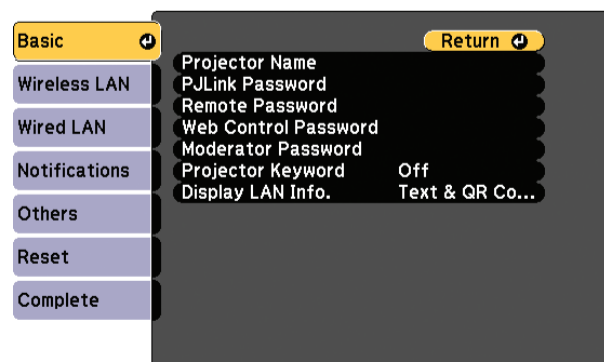 Basic
Wireless LAN
Wired LAN
Notifications
Others
Reset
Complete
Return
Projector Name
PJLink Password
Remote Password
Web Control Password
Moderator Password
Projector Keyword Off
Display LAN Info. Text & QR Co...